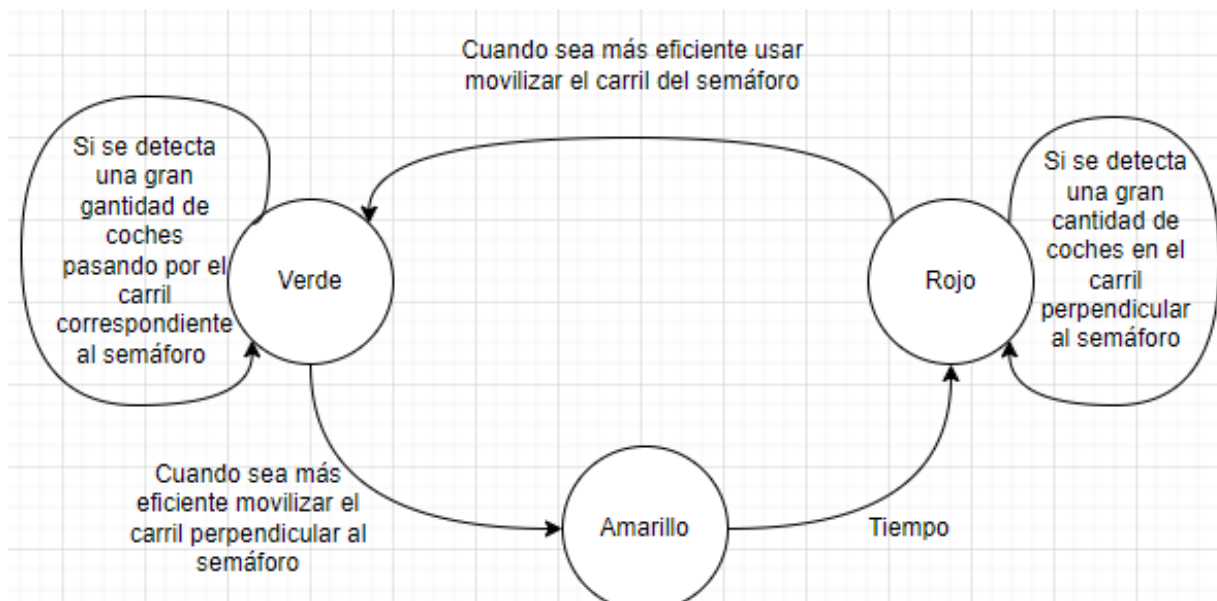 Cuando sea más eficiente usar
movilizar el carril del semáforo
Si se detecta
una gran
gantidad de
coches
pasando por el
carril
correspondiente
al semáforo
Verde
Rojo
Si se detecta
una gran
cantidad de
coches en el
carril
perpendicular
al semáforo
Cuando sea más
eficiente movilizar el
carril perpendicular al
semáforo
Amarillo
Tiempo